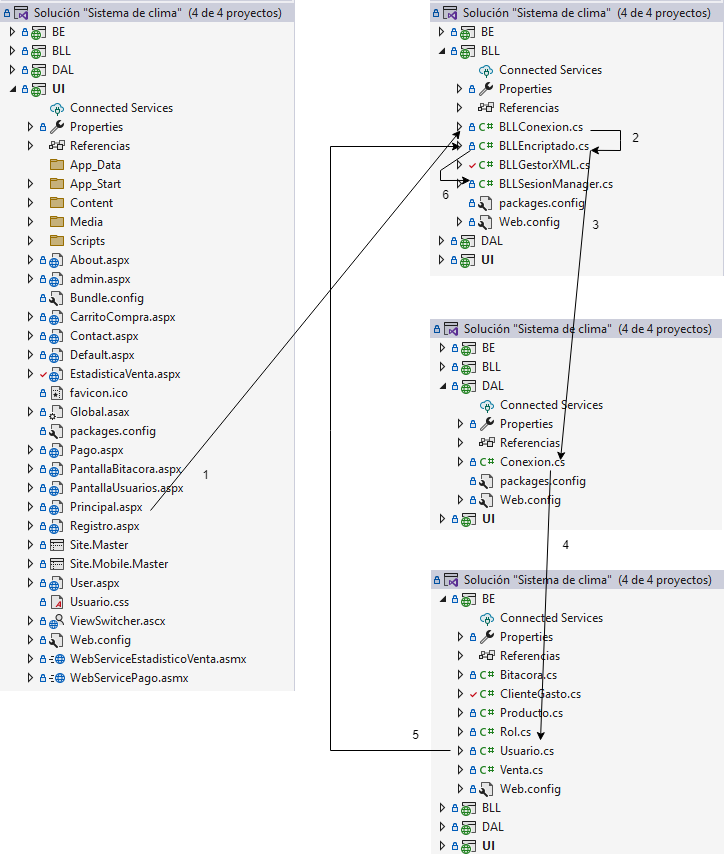 Solución "Sistema de clima" (4 de 4 proyectos)
BE
BLL
DAL
UI
Connected Services
Properties
Referencias
App_Data
App_Start
Content
Media
Scripts
About.aspx
admin.aspx
Bundle.config
CarritoCompra.aspx
Contact.aspx
Default.aspx
EstadisticaVenta.aspx
favicon.ico
Global.asax
packages.config
Pago.aspx
PantallaBitacora.aspx
PantallaUsuarios.aspx
Principal.aspx
Registro.aspx
Site.Master
Site.Mobile.Master
User.aspx
Usuario.css
ViewSwitcher.ascx
Web.config
WebServiceEstadisticoVenta.asmx
WebServicePago.asmx
1
Solución "Sistema de clima" (4 de 4 proyectos)
BE
BLL
Connected Services
Properties
Referencias
C# BLLConexion.cs
2
C# BLLEncriptado.cs
C# BLLGestorXML.cs
C# BLLSesionManager.cs
6
packages.config
Web.config
3
DAL
UI
Solución "Sistema de clima" (4 de 4 proyectos)
BE
BLL
DAL
Connected Services
Properties
Referencias
C# Conexion.cs
packages.config
Web.config
UI
4
Solución "Sistema de clima" (4 de 4 proyectos)
BE
Connected Services
Properties
Referencias
C# Bitacora.cs
C# ClienteGasto.cs
C# Producto.cs
C# Rol.cs
5
C# Usuario.cs
C# Venta.cs
Web.config
BLL
DAL
UI